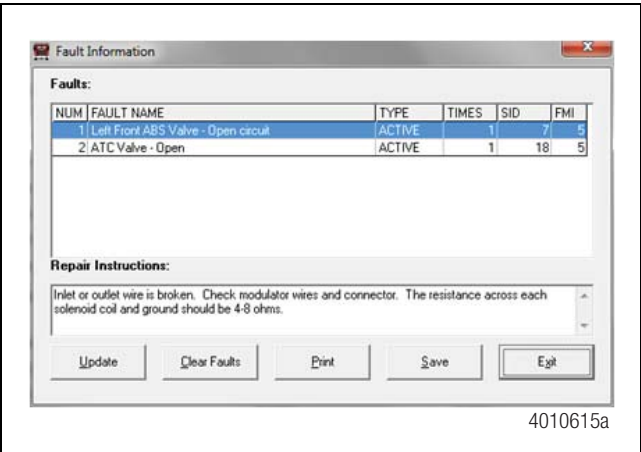 Fault Information
Faults:
NUM FAULT NAME TYPE TIMES SID FMI
1 Left Front ABS Valve - Open circuit ACTIVE 1 7 5
2 ATC Valve - Open ACTIVE 1 18 5
Repair Instructions:
Inlet or outlet wire is broken. Check modulator wires and connector. The resistance across each
solenoid coil and ground should be 4-8 ohms.
Update Clear Faults Print Save Exit
4010615a